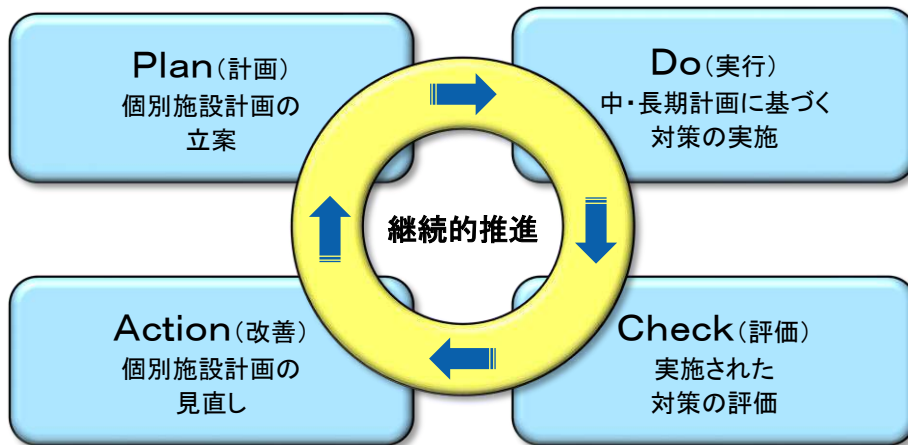 Plan(計画)
個別施設計画の
立案
Do(実行)
中・長期計画に基づく
対策の実施
継続的推進
Action(改善)
個別施設計画の
見直し
Check(評価)
実施された
対策の評価